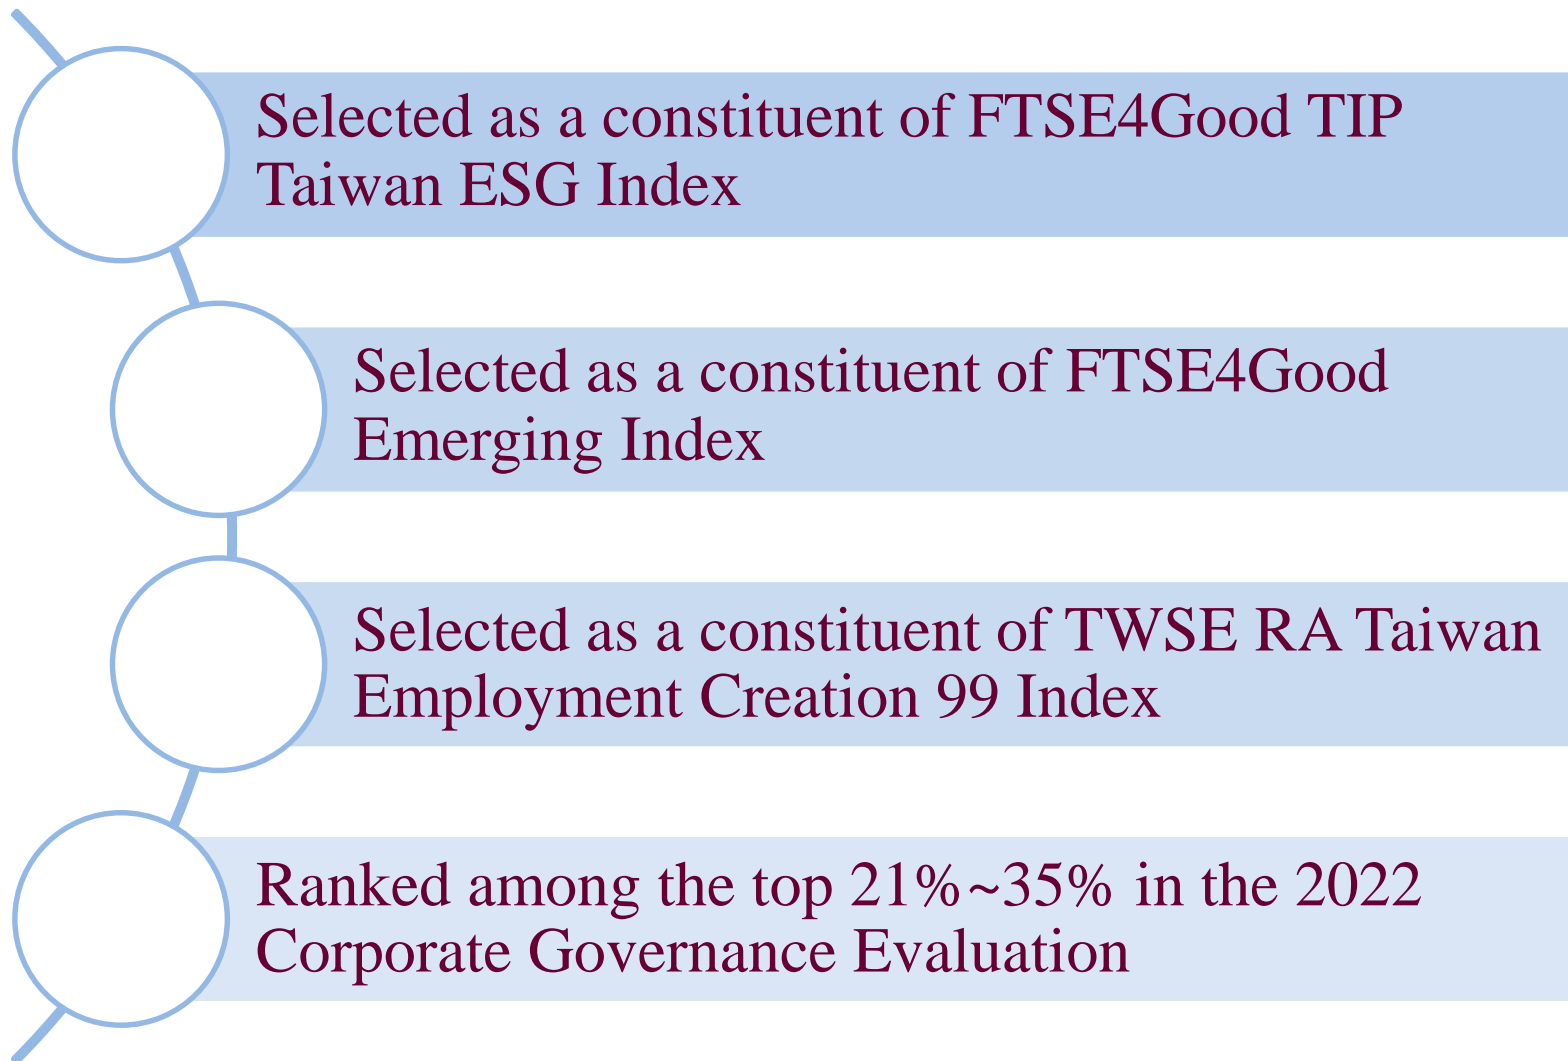 Selected as a constituent of FTSE4Good TIP
Taiwan ESG Index
Selected as a constituent of FTSE4Good
Emerging Index
Selected as a constituent of TWSE RA Taiwan
Employment Creation 99 Index
Ranked among the top 21%~35% in the 2022
Corporate Governance Evaluation